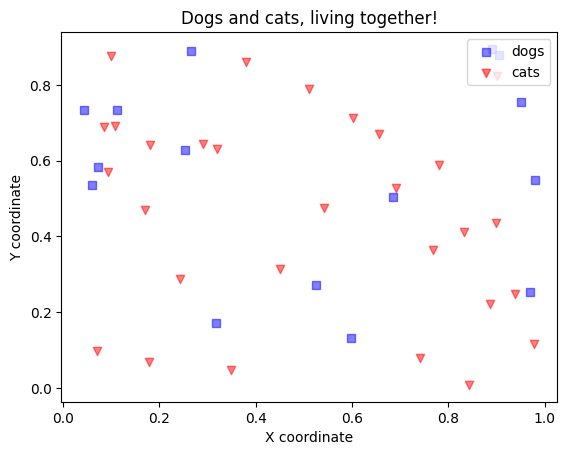 Dogs and cats, living together!
dogs
cats
0.8
0.6
0.4
0.2
0.0
Y coordinate
0.0 0.2 0.4 0.6 0.8 1.0
X coordinate